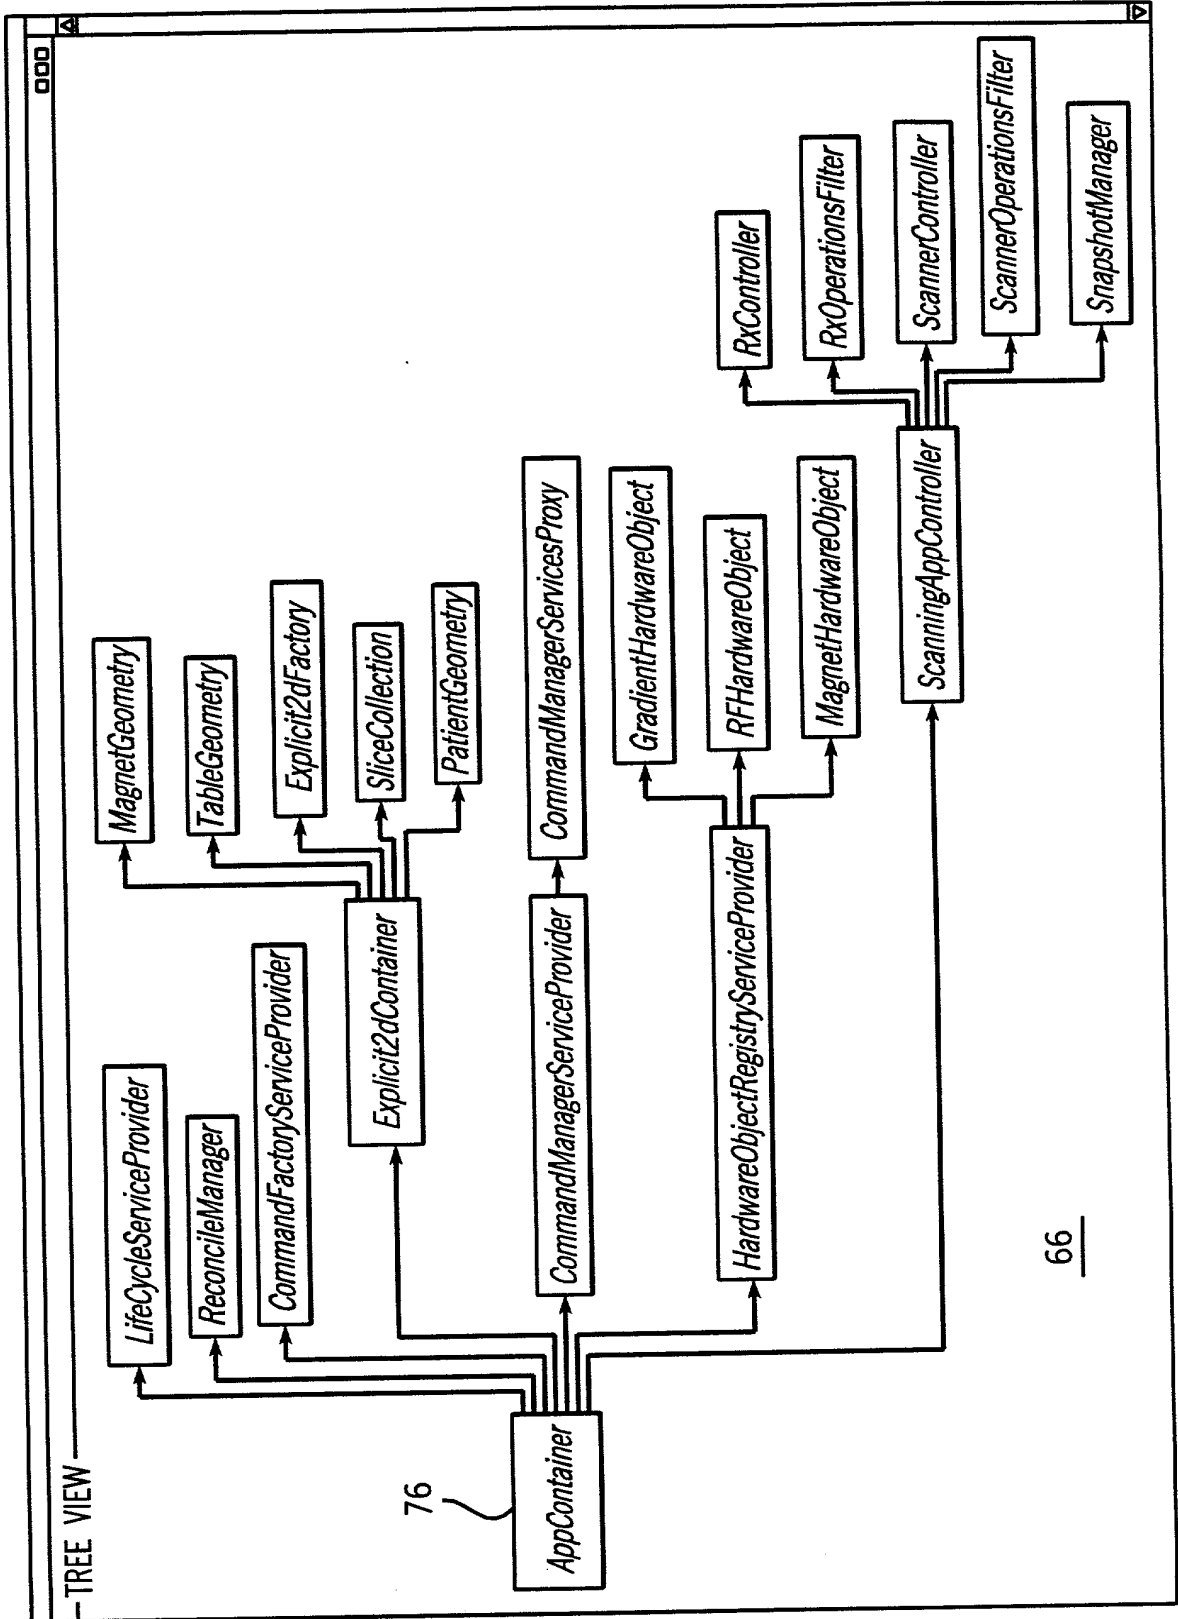 TREE VIEW
LifeCycleServiceProvider
ReconcileManager
CommandFactoryServiceProvider
MagnetGeometry
TableGeometry
Explicit2dFactory
SliceCollection
PatientGeometry
Explicit2dContainer
76
AppContainer
CommandManagerServiceProvider
CommandManagerServicesProxy
HardwareObjectRegistryServiceProvider
GradientHardwareObject
RFHardwareObject
MagnetHardwareObject
ScanningAppController
RxController
RxOperationsFilter
ScannerController
ScannerOperationsFilter
SnapshotManager
66